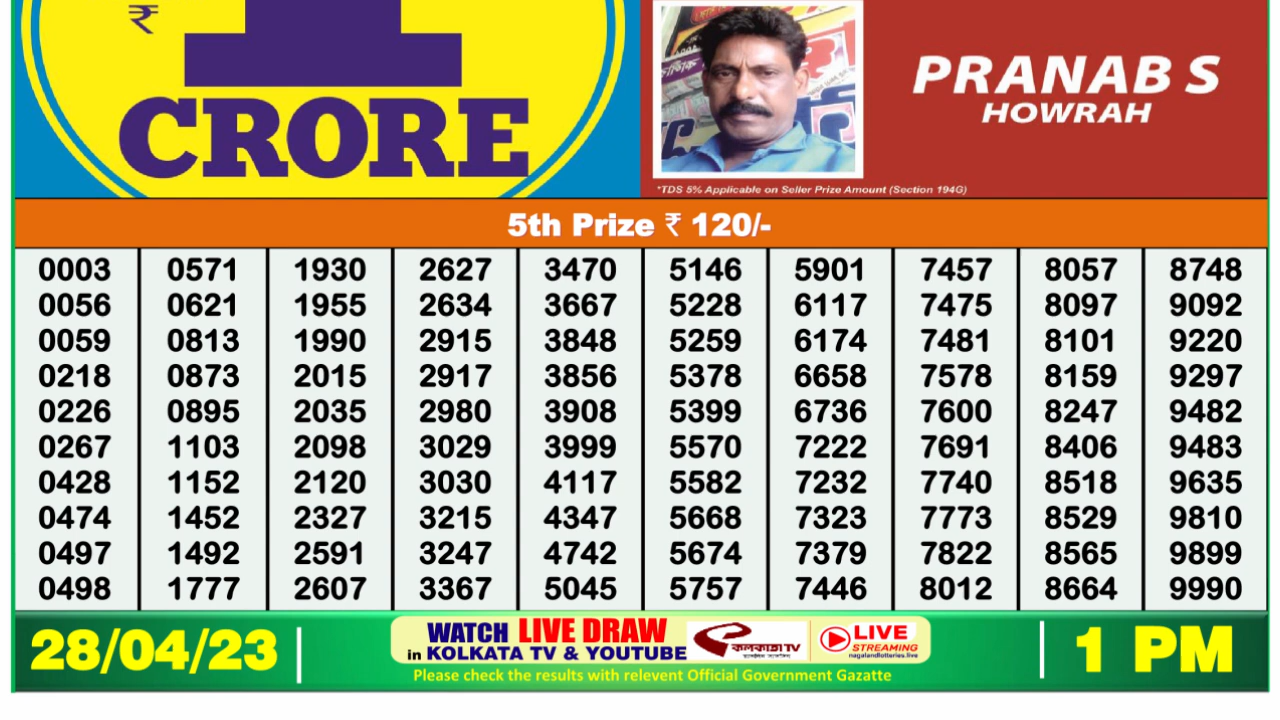 ₹
1
CRORE
PRANAB S
HOWRAH
*TDS 5% Applicable on Seller Prize Amount (Section 194G)
5th Prize ₹ 120/-
0003 0571 1930 2627 3470 5146 5901 7457 8057 8748
0056 0621 1955 2634 3667 5228 6117 7475 8097 9092
0059 0813 1990 2915 3848 5259 6174 7481 8101 9220
0218 0873 2015 2917 3856 5378 6658 7578 8159 9297
0226 0895 2035 2980 3908 5399 6736 7600 8247 9482
0267 1103 2098 3029 3999 5570 7222 7691 8406 9483
0428 1152 2120 3030 4117 5582 7232 7740 8518 9635
0474 1452 2327 3215 4347 5668 7323 7773 8529 9810
0497 1492 2591 3247 4742 5674 7379 7822 8565 9899
0498 1777 2607 3367 5045 5757 7446 8012 8664 9990
28/04/23
WATCH LIVE DRAW
in KOLKATA TV & YOUTUBE
কলকাতা TV
LIVE
STREAMING
nagalandlotteries.live
Please check the results with relevent Official Government Gazatte
1 PM